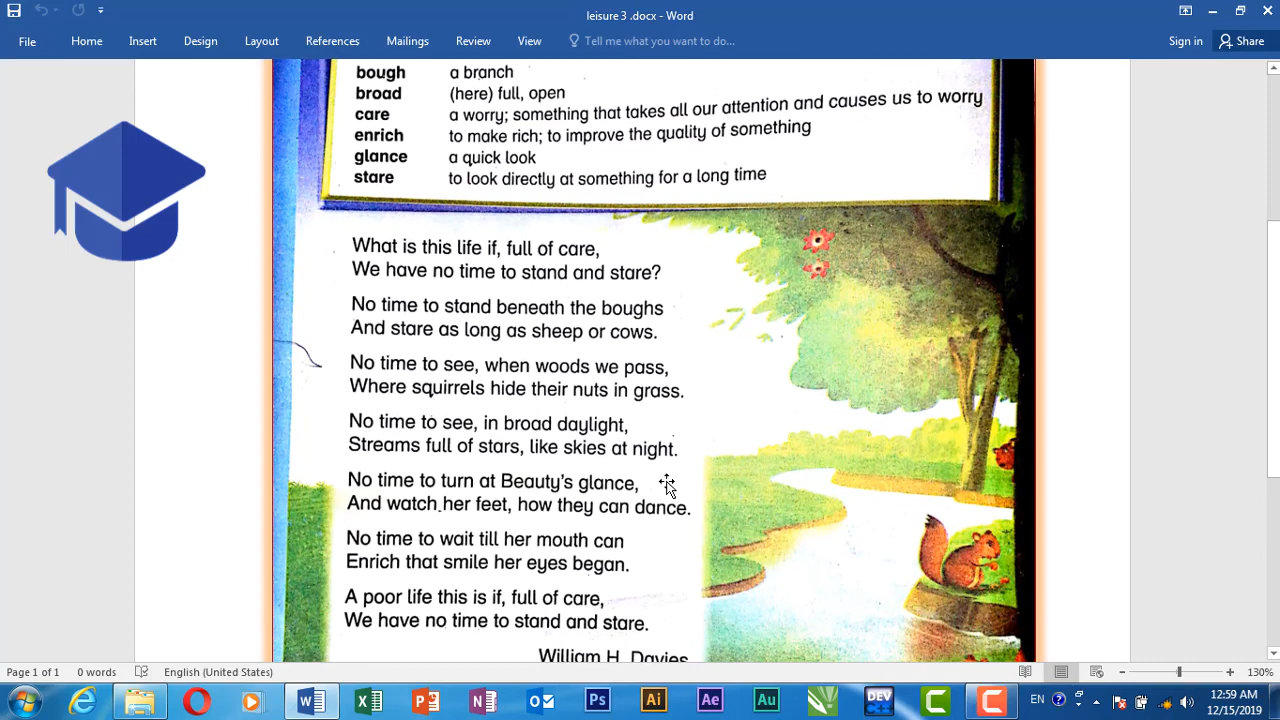 leisure 3 .docx - Word
File Home Insert Design Layout References Mailings Review View Tell me what you want to do... Sign in Share
bough a branch
broad (here) full, open
care a worry; something that takes all our attention and causes us to worry
enrich to make rich; to improve the quality of something
glance a quick look
stare to look directly at something for a long time
What is this life if, full of care,
We have no time to stand and stare?
No time to stand beneath the boughs
And stare as long as sheep or cows.
No time to see, when woods we pass,
Where squirrels hide their nuts in grass.
No time to see, in broad daylight,
Streams full of stars, like skies at night.
No time to turn at Beauty's glance,
And watch her feet, how they can dance.
No time to wait till her mouth can
Enrich that smile her eyes began.
A poor life this is if, full of care,
We have no time to stand and stare.
William H. Davies
Page 1 of 1 0 words English (United States) 130%
Ps Ai Ae Au DEV C++ EN 12:59 AM
12/15/2019